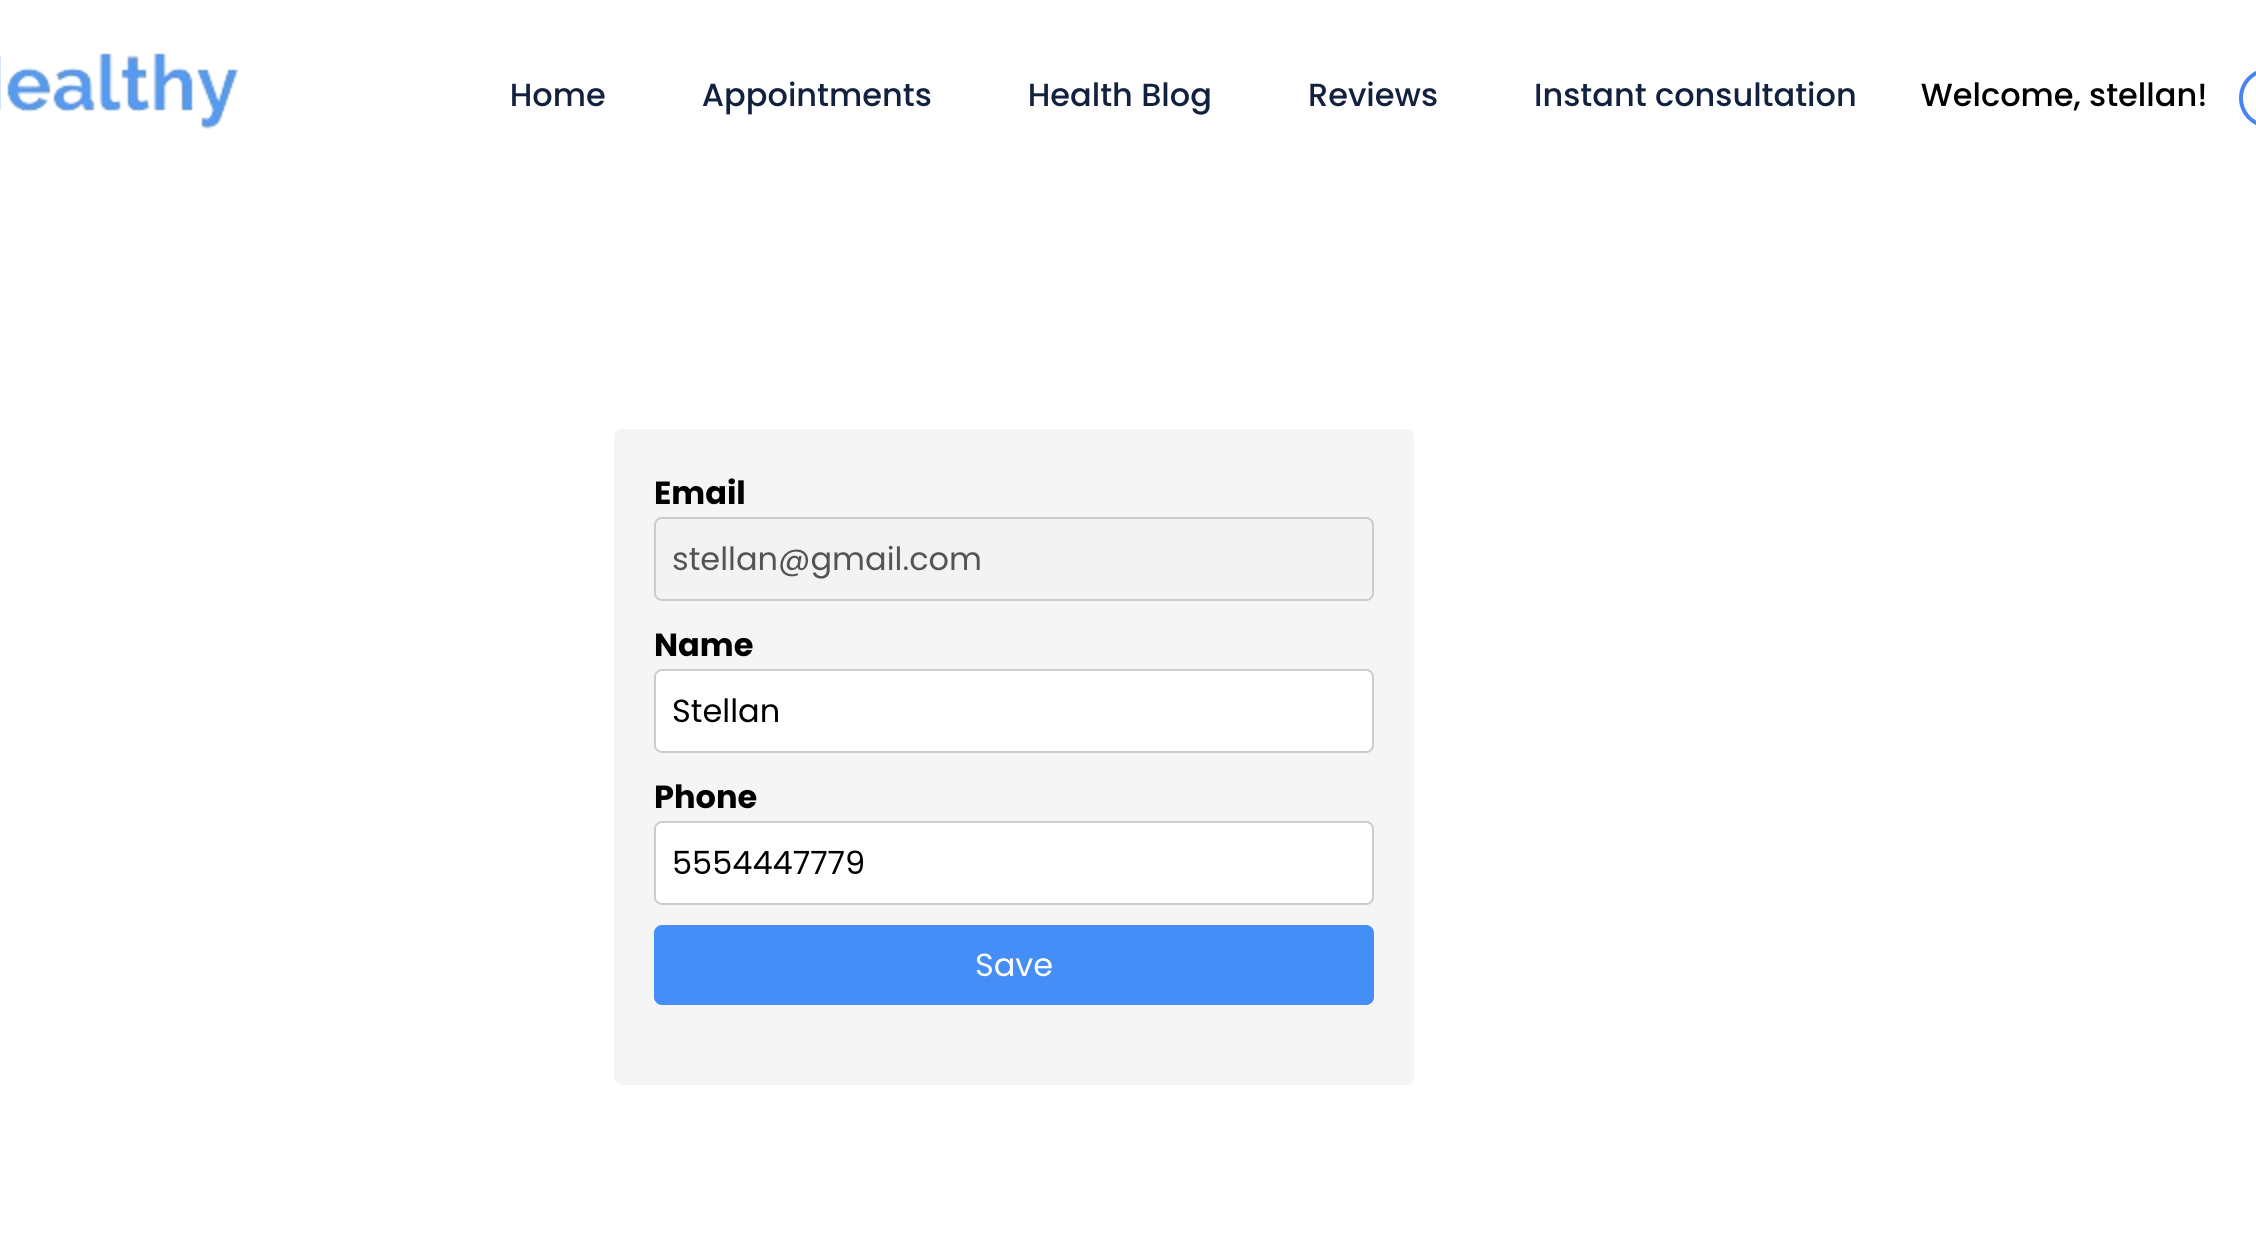 ealthy
Home Appointments Health Blog Reviews Instant consultation Welcome, stellan!
Email
stellan@gmail.com
Name
Stellan
Phone
5554447779
Save